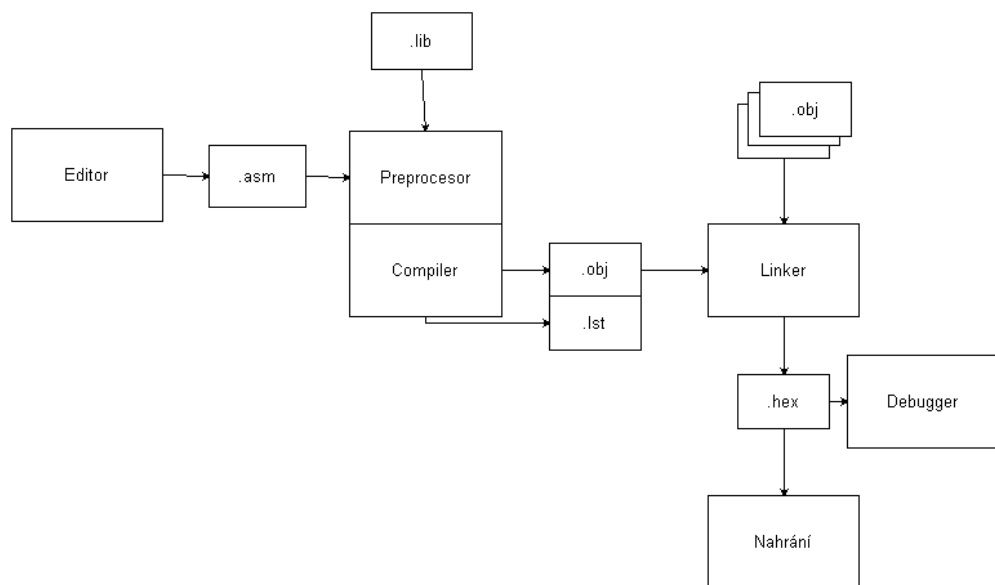 .lib
.obj
Editor
.asm
Preprocesor
Compiler
.obj
Linker
.lst
.hex
Debugger
Nahrání